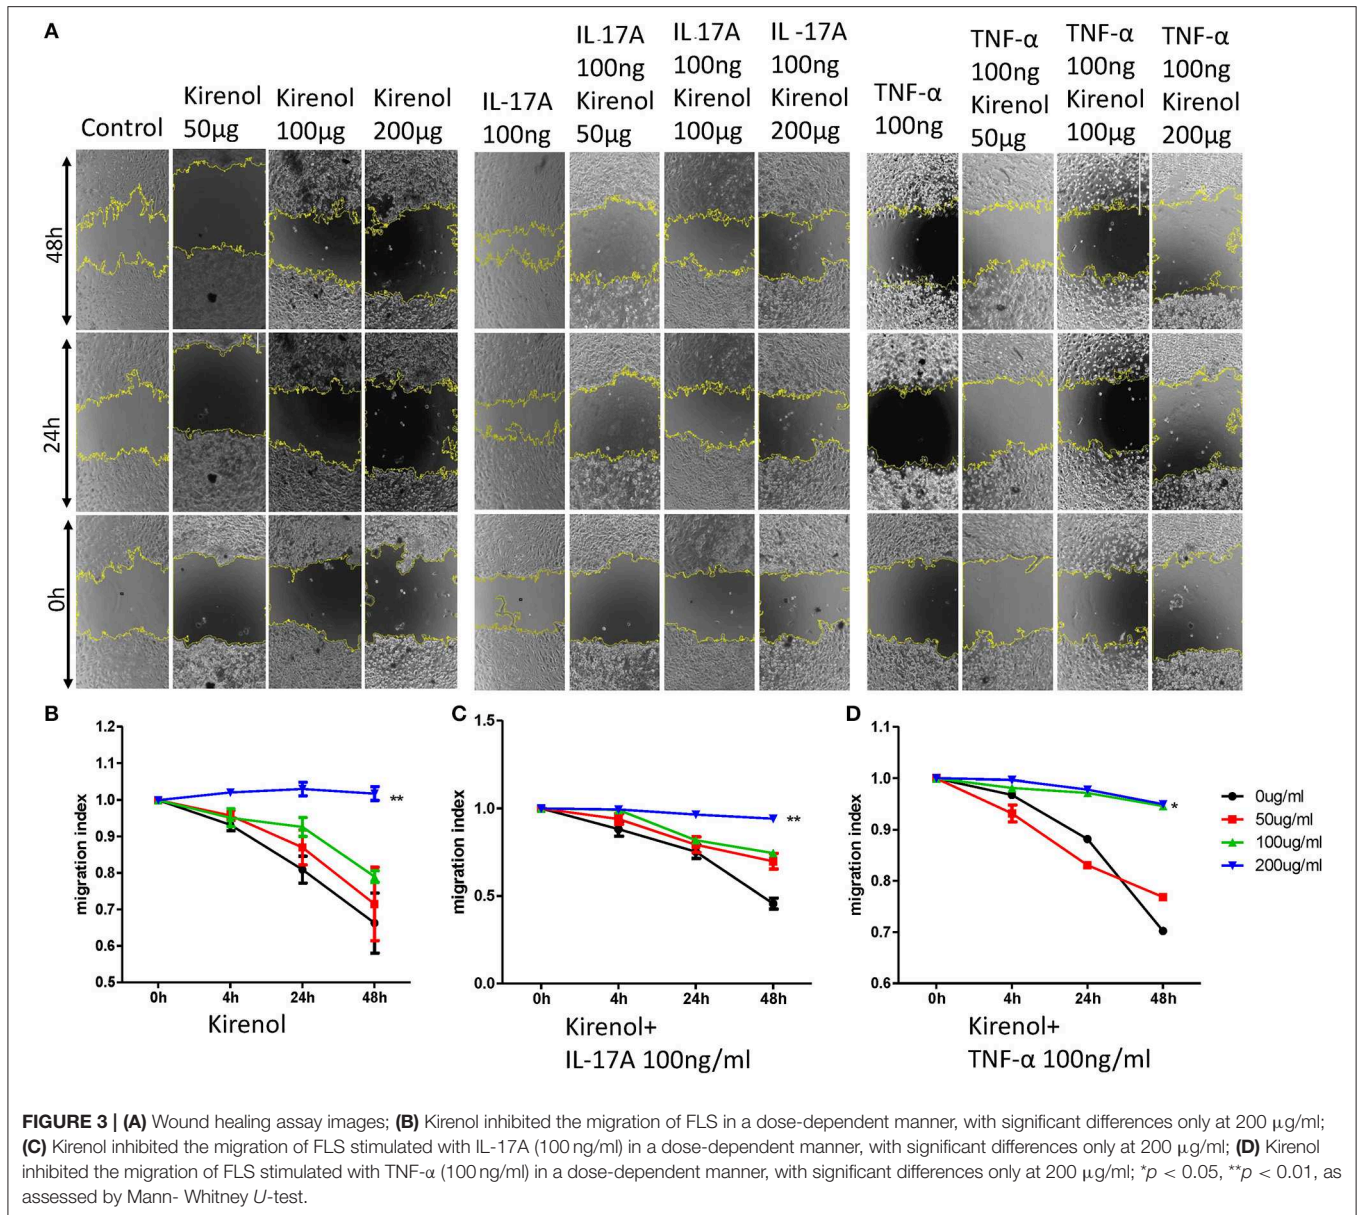 A
Control
Kirenol
50µg
Kirenol
100µg
Kirenol
200µg
IL-17A
100ng
IL-17A
100ng
Kirenol
50µg
IL-17A
100ng
Kirenol
100µg
IL -17A
100ng
Kirenol
200µg
TNF-α
100ng
TNF-α
100ng
Kirenol
50µg
TNF-α
100ng
Kirenol
100µg
TNF-α
100ng
Kirenol
200µg
48h
24h
0h
B
migration index
1.2
1.1
1.0
0.9
0.8
0.7
0.6
0.5
**
0h 4h 24h 48h
Kirenol
C
migration index
1.5
1.0
0.5
0.0
**
0h 4h 24h 48h
Kirenol+
IL-17A 100ng/ml
D
migration index
1.1
1.0
0.9
0.8
0.7
0.6
*
0h 4h 24h 48h
Kirenol+
TNF-α 100ng/ml
0ug/ml
50ug/ml
100ug/ml
200ug/ml
FIGURE 3 | (A) Wound healing assay images; (B) Kirenol inhibited the migration of FLS in a dose-dependent manner, with significant differences only at 200 µg/ml;
(C) Kirenol inhibited the migration of FLS stimulated with IL-17A (100 ng/ml) in a dose-dependent manner, with significant differences only at 200 µg/ml; (D) Kirenol
inhibited the migration of FLS stimulated with TNF-α (100 ng/ml) in a dose-dependent manner, with significant differences only at 200 µg/ml; *p < 0.05, **p < 0.01, as
assessed by Mann- Whitney U-test.